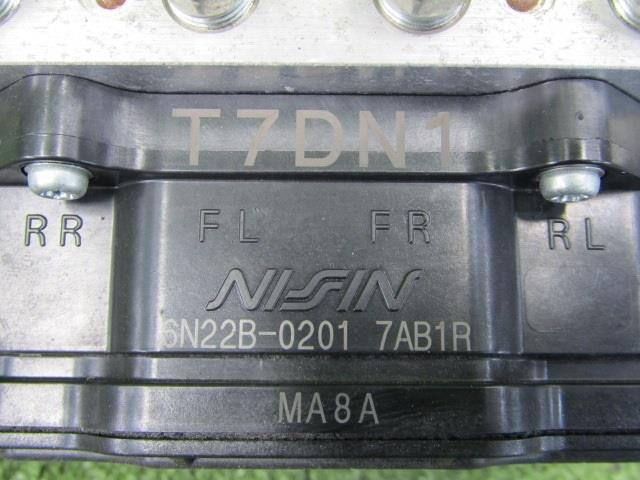 T7DN1
RR FL FR RL
NISSIN
6N22B-0201 7AB1R
MA8A